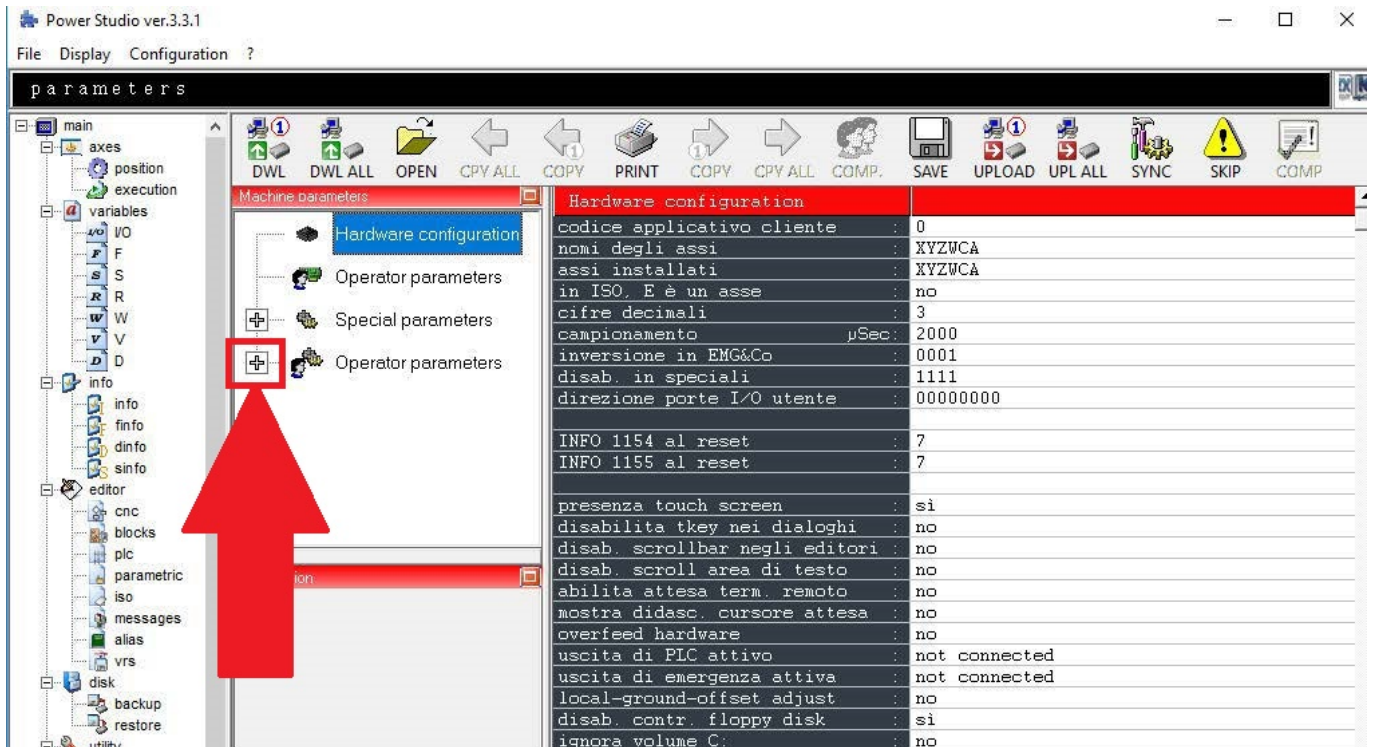 Power Studio ver.3.3.1
File Display Configuration ?
parameters
main
axes
position
execution
variables
I/O I/O
F F
S S
R R
W W
V V
D D
info
info
finfo
dinfo
sinfo
editor
cnc
blocks
plc
parametric
iso
messages
alias
vrs
disk
backup
restore
utility
DWL DWL ALL OPEN CPY ALL COPY PRINT COPY CPY ALL COMP. SAVE UPLOAD UPL ALL SYNC SKIP COMP
Machine parameters
Hardware configuration
Operator parameters
Special parameters
Operator parameters
Hardware configuration
codice applicativo cliente : 0
nomi degli assi : XYZWCA
assi installati : XYZWCA
in ISO, E è un asse : no
cifre decimali : 3
campionamento µSec: 2000
inversione in EMG&Co : 0001
disab. in speciali : 1111
direzione porte I/O utente : 00000000
INFO 1154 al reset : 7
INFO 1155 al reset : 7
presenza touch screen : sì
disabilita tkey nei dialoghi : no
disab. scrollbar negli editori : no
disab. scroll area di testo : no
abilita attesa term. remoto : no
mostra didasc. cursore attesa : no
overfeed hardware : no
uscita di PLC attivo : not connected
uscita di emergenza attiva : not connected
local-ground-offset adjust : no
disab. contr. floppy disk : sì
ignora volume C: : no